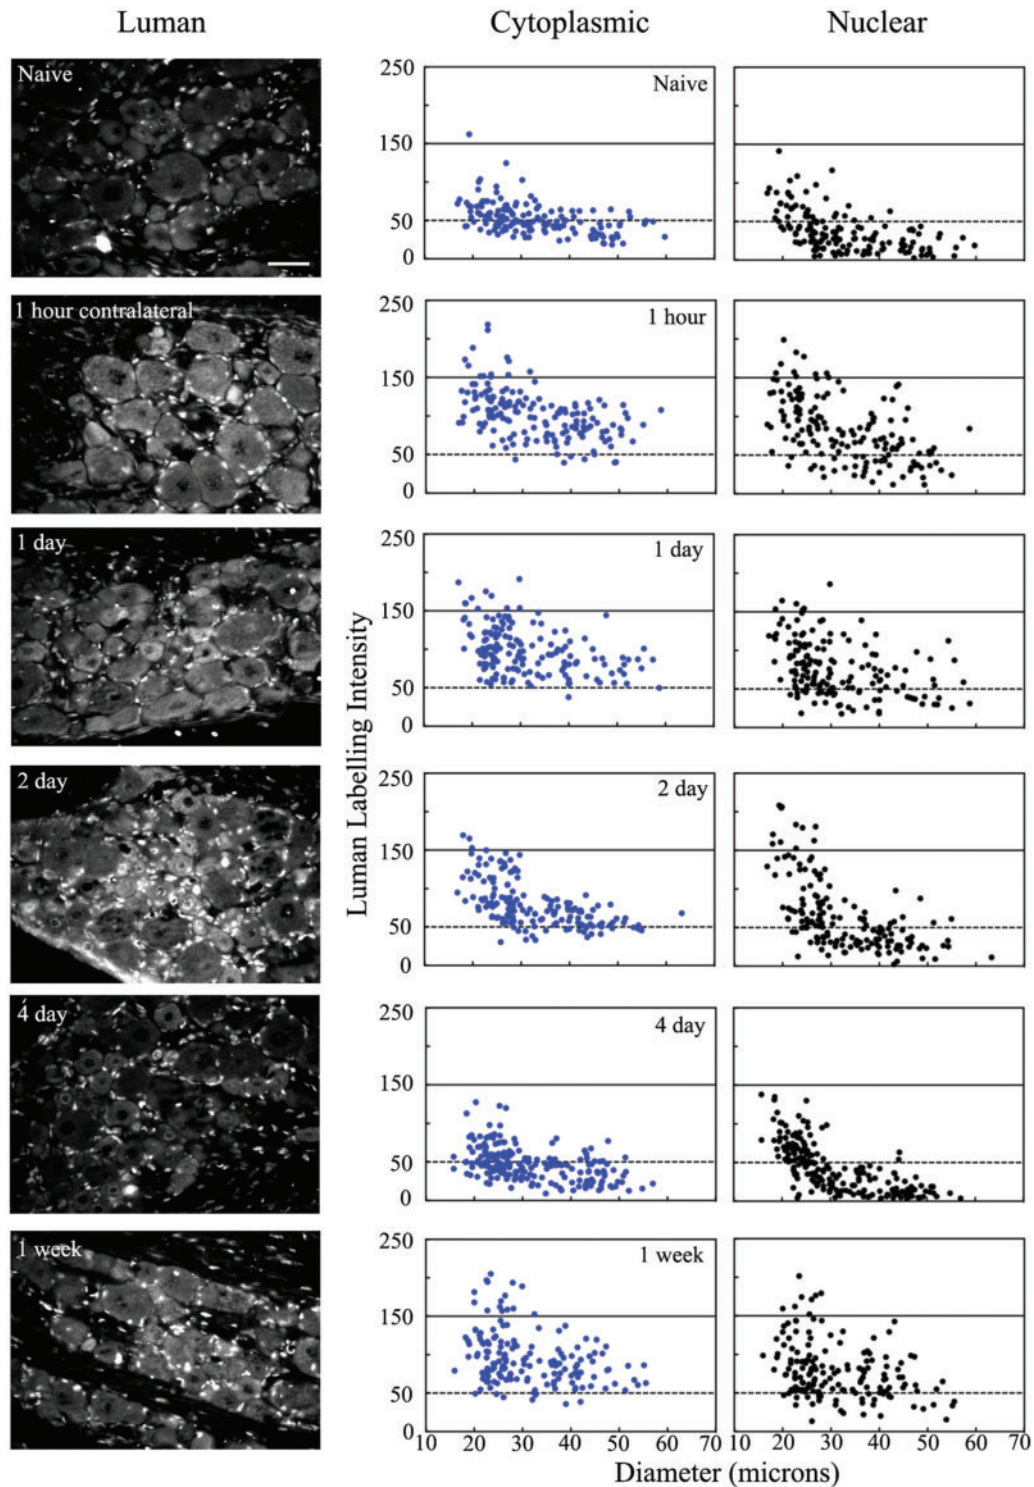 Luman Cytoplasmic Nuclear
Naive
250
150
50
0
Naive
1 hour contralateral
250
150
50
0
1 hour
1 day
250
150
50
0
1 day
2 day
250
150
50
0
2 day
4 day
250
150
50
0
4 day
1 week
250
150
50
0
1 week
Luman Labelling Intensity
10 20 30 40 50 60 70 10 20 30 40 50 60 70
Diameter (microns)